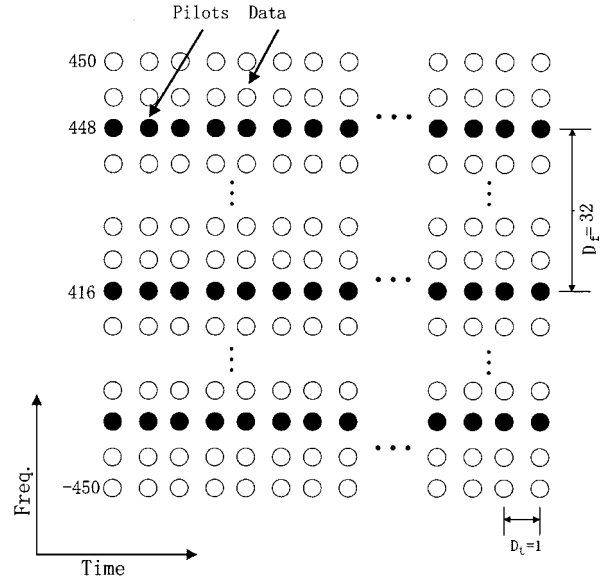 Pilots Data
450
448
416
-450
D_f=32
D_t=1
Freq.
Time